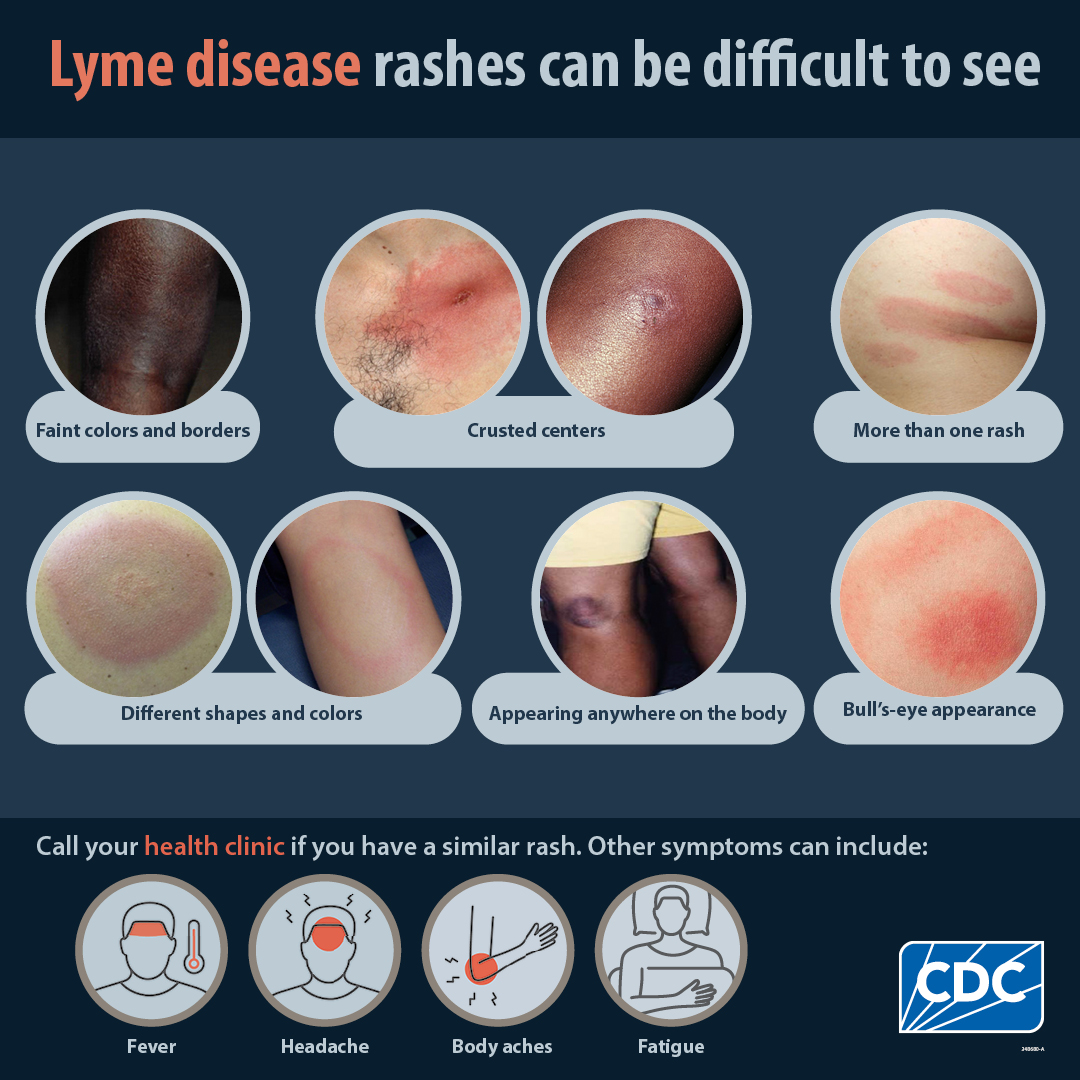 Lyme disease rashes can be difficult to see
Faint colors and borders
Crusted centers
More than one rash
Different shapes and colors
Appearing anywhere on the body
Bull's-eye appearance
Call your health clinic if you have a similar rash. Other symptoms can include:
Fever
Headache
Body aches
Fatigue
CDC
348680-A